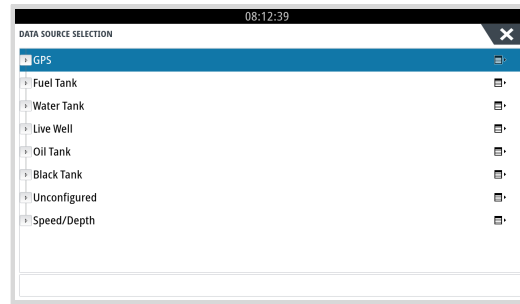 08:12:39
DATA SOURCE SELECTION
GPS
Fuel Tank
Water Tank
Live Well
Oil Tank
Black Tank
Unconfigured
Speed/Depth